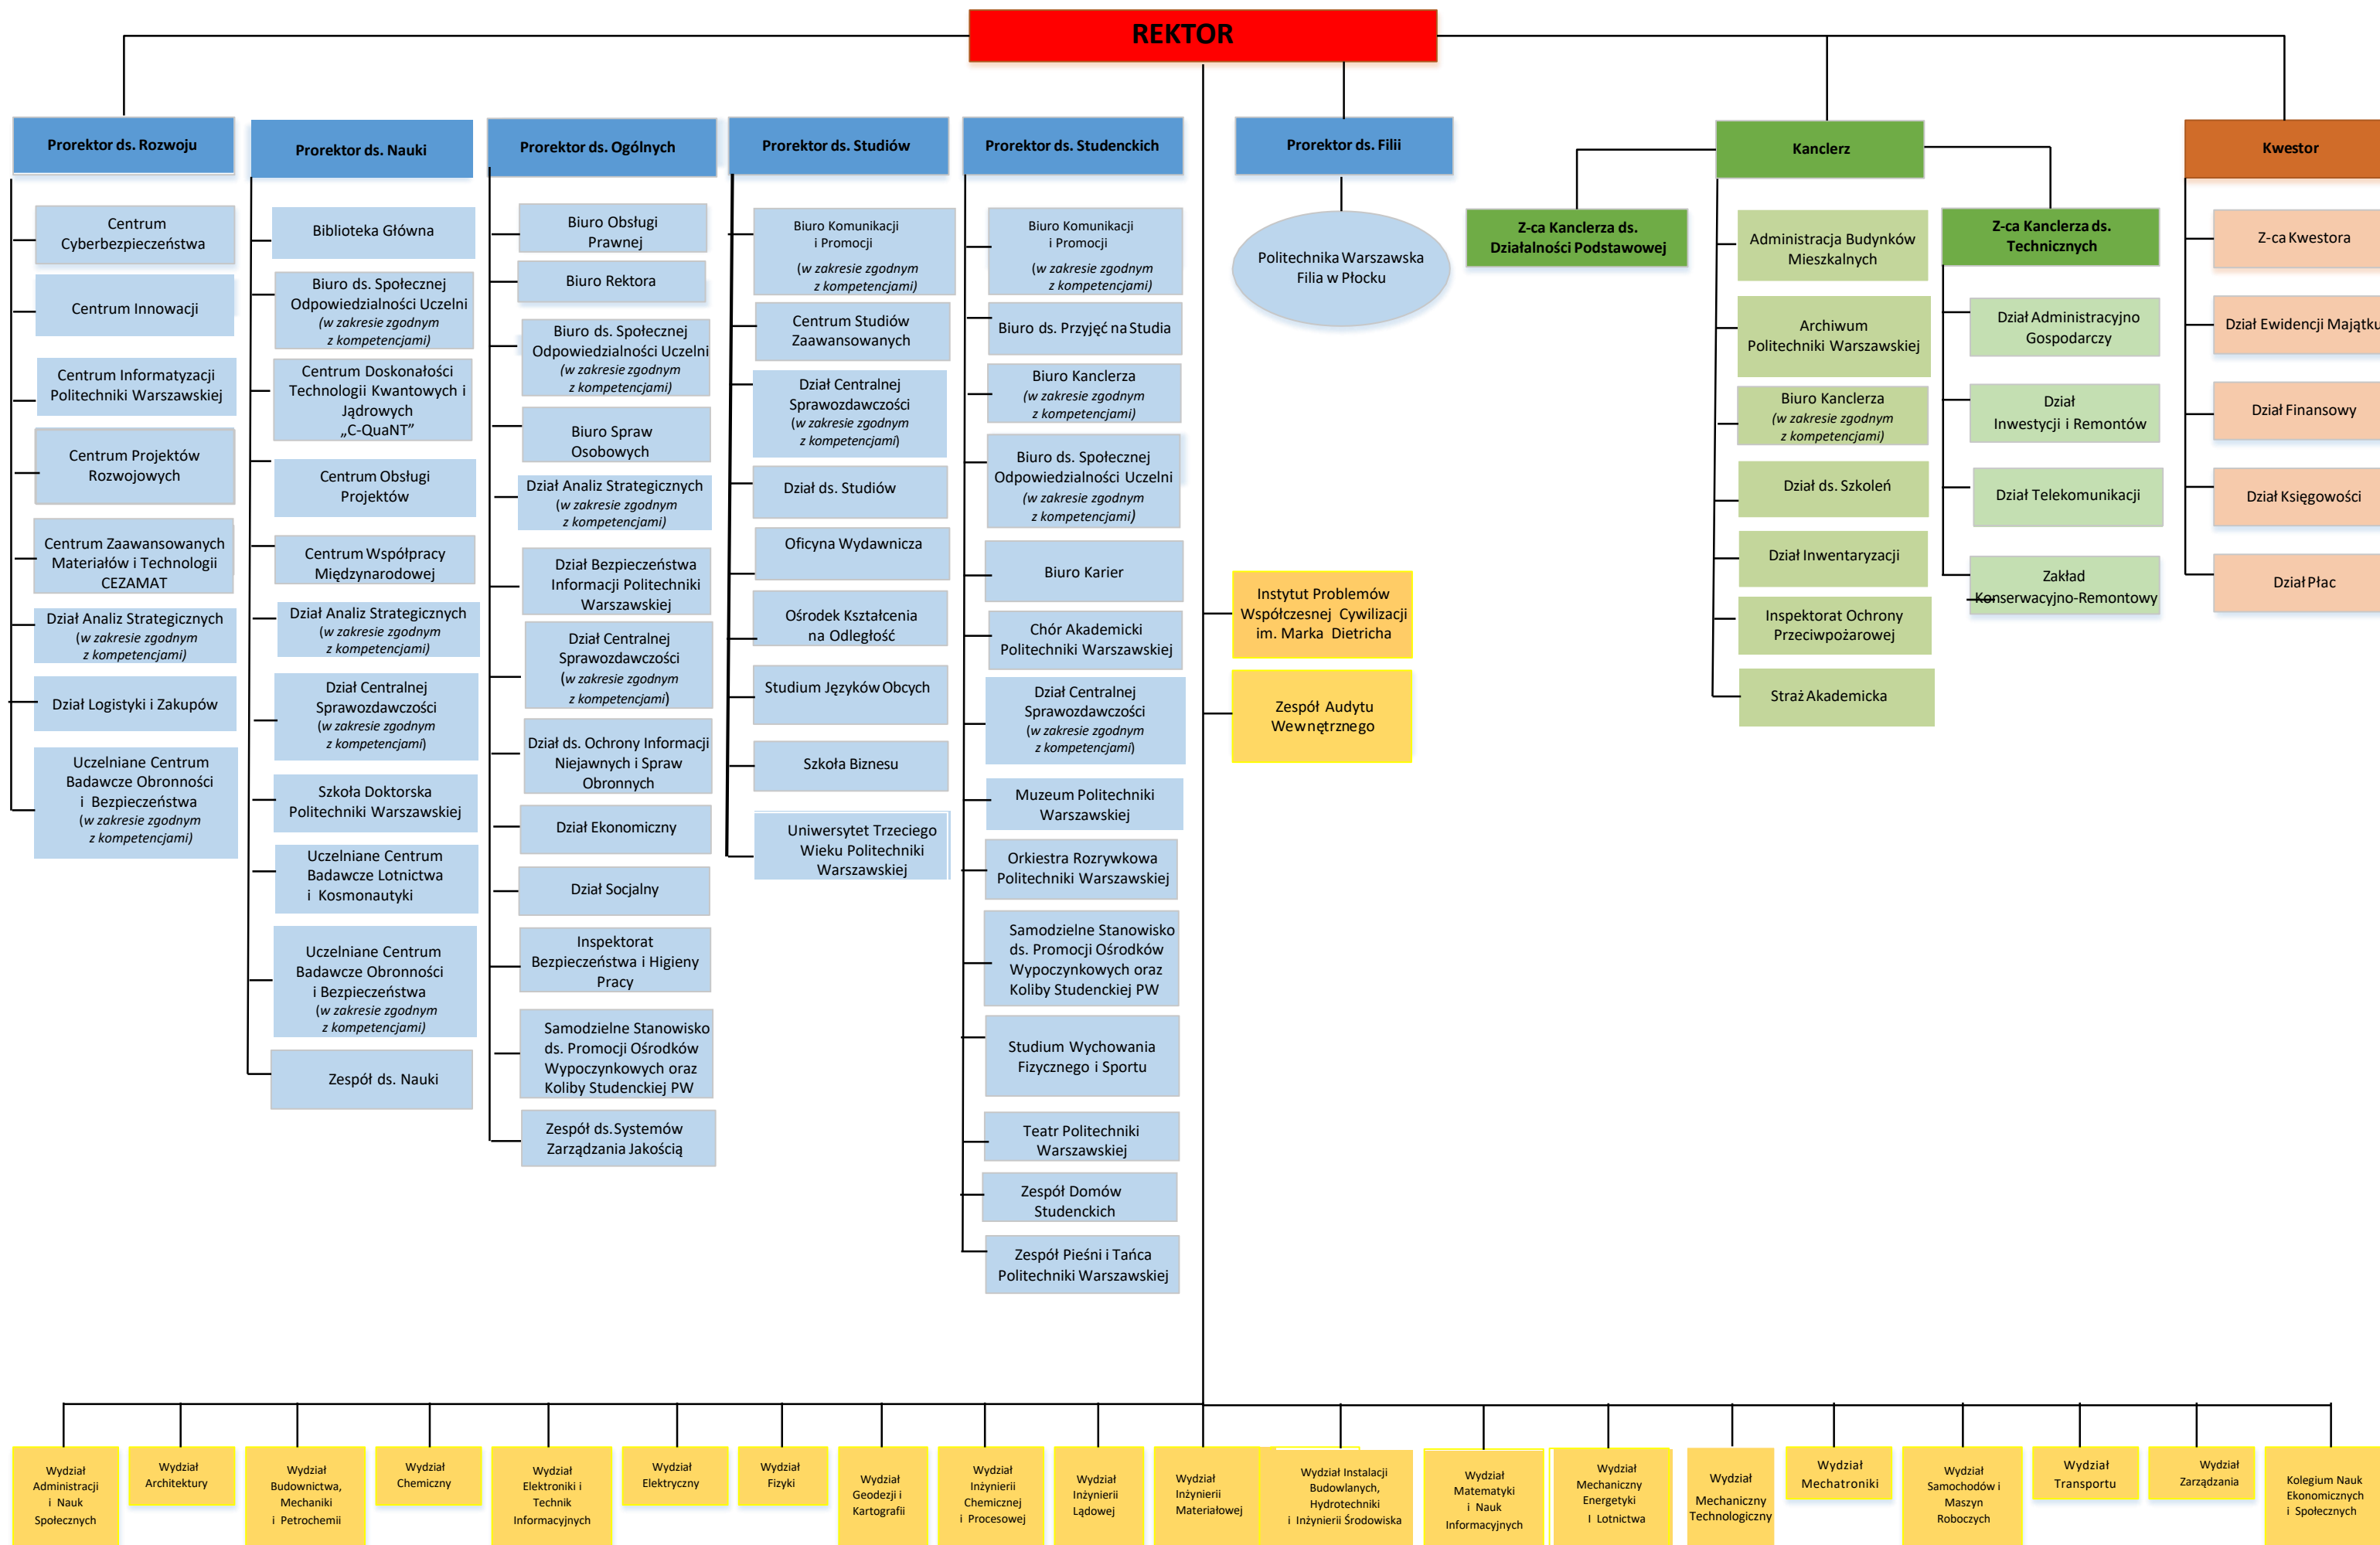 REKTOR
Prorektor ds. Rozwoju
Centrum
Cyberbezpieczeństwa
Centrum Innowacji
Centrum Informatyzacji
Politechniki Warszawskiej
Centrum Projektów
Rozwojowych
Centrum Zaawansowanych
Materiałów i Technologii
CEZAMAT
Dział Analiz Strategicznych
(w zakresie zgodnym
z kompetencjami)
Dział Logistyki i Zakupów
Uczelniane Centrum
Badawcze Obronności
i Bezpieczeństwa
(w zakresie zgodnym
z kompetencjami)
Prorektor ds. Nauki
Biblioteka Główna
Biuro ds. Społecznej
Odpowiedzialności Uczelni
(w zakresie zgodnym
z kompetencjami)
Centrum Doskonałości
Technologii Kwantowych i
Jądrowych
„C-QuaNT”
Centrum Obsługi
Projektów
Centrum Współpracy
Międzynarodowej
Dział Analiz Strategicznych
(w zakresie zgodnym
z kompetencjami)
Dział Centralnej
Sprawozdawczości
(w zakresie zgodnym
z kompetencjami)
Szkoła Doktorska
Politechniki Warszawskiej
Uczelniane Centrum
Badawcze Lotnictwa
i Kosmonautyki
Uczelniane Centrum
Badawcze Obronności
i Bezpieczeństwa
(w zakresie zgodnym
z kompetencjami)
Zespół ds. Nauki
Prorektor ds. Ogólnych
Biuro Obsługi
Prawnej
Biuro Rektora
Biuro ds. Społecznej
Odpowiedzialności Uczelni
(w zakresie zgodnym
z kompetencjami)
Biuro Spraw
Osobowych
Dział Analiz Strategicznych
(w zakresie zgodnym
z kompetencjami)
Dział Bezpieczeństwa
Informacji Politechniki
Warszawskiej
Dział Centralnej
Sprawozdawczości
(w zakresie zgodnym
z kompetencjami)
Dział ds. Ochrony Informacji
Niejawnych i Spraw
Obronnych
Dział Ekonomiczny
Dział Socjalny
Inspektorat
Bezpieczeństwa i Higieny
Pracy
Samodzielne Stanowisko
ds. Promocji Ośrodków
Wypoczynkowych oraz
Koliby Studenckiej PW
Zespół ds. Systemów
Zarządzania Jakością
Prorektor ds. Studiów
Biuro Komunikacji
i Promocji
(w zakresie zgodnym
z kompetencjami)
Centrum Studiów
Zaawansowanych
Dział Centralnej
Sprawozdawczości
(w zakresie zgodnym
z kompetencjami)
Dział ds. Studiów
Oficyna Wydawnicza
Ośrodek Kształcenia
na Odległość
Studium Języków Obcych
Szkoła Biznesu
Uniwersytet Trzeciego
Wieku Politechniki
Warszawskiej
Prorektor ds. Studenckich
Biuro Komunikacji
i Promocji
(w zakresie zgodnym
z kompetencjami)
Biuro ds. Przyjęć na Studia
Biuro Kanclerza
(w zakresie zgodnym
z kompetencjami)
Biuro ds. Społecznej
Odpowiedzialności Uczelni
(w zakresie zgodnym
z kompetencjami)
Biuro Karier
Chór Akademicki
Politechniki Warszawskiej
Dział Centralnej
Sprawozdawczości
(w zakresie zgodnym
z kompetencjami)
Muzeum Politechniki
Warszawskiej
Orkiestra Rozrywkowa
Politechniki Warszawskiej
Samodzielne Stanowisko
ds. Promocji Ośrodków
Wypoczynkowych oraz
Koliby Studenckiej PW
Studium Wychowania
Fizycznego i Sportu
Teatr Politechniki
Warszawskiej
Zespół Domów
Studenckich
Zespół Pieśni i Tańca
Politechniki Warszawskiej
Prorektor ds. Filii
Politechnika Warszawska
Filia w Płocku
Instytut Problemów
Współczesnej Cywilizacji
im. Marka Dietricha
Zespół Audytu
Wewnętrznego
Kanclerz
Z-ca Kanclerza ds.
Działalności Podstawowej
Administracja Budynków
Mieszkalnych
Archiwum
Politechniki Warszawskiej
Biuro Kanclerza
(w zakresie zgodnym
z kompetencjami)
Dział ds. Szkoleń
Dział Inwentaryzacji
Inspektorat Ochrony
Przeciwpożarowej
Straż Akademicka
Z-ca Kanclerza ds.
Technicznych
Dział Administracyjno
Gospodarczy
Dział
Inwestycji i Remontów
Dział Telekomunikacji
Zakład
Konserwacyjno-Remontowy
Kwestor
Z-ca Kwestora
Dział Ewidencji Majątku
Dział Finansowy
Dział Księgowości
Dział Płac
Wydział
Administracji
i Nauk
Społecznych
Wydział
Architektury
Wydział
Budownictwa,
Mechaniki
i Petrochemii
Wydział
Chemiczny
Wydział
Elektroniki i
Technik
Informacyjnych
Wydział
Elektryczny
Wydział
Fizyki
Wydział
Geodezji i
Kartografii
Wydział
Inżynierii
Chemicznej
i Procesowej
Wydział
Inżynierii
Lądowej
Wydział
Inżynierii
Materiałowej
Wydział Instalacji
Budowlanych,
Hydrotechniki
i Inżynierii Środowiska
Wydział
Matematyki
i Nauk
Informacyjnych
Wydział
Mechaniczny
Energetyki
I Lotnictwa
Wydział
Mechaniczny
Technologiczny
Wydział
Mechatroniki
Wydział
Samochodów i
Maszyn
Roboczych
Wydział
Transportu
Wydział
Zarządzania
Kolegium Nauk
Ekonomicznych
i Społecznych